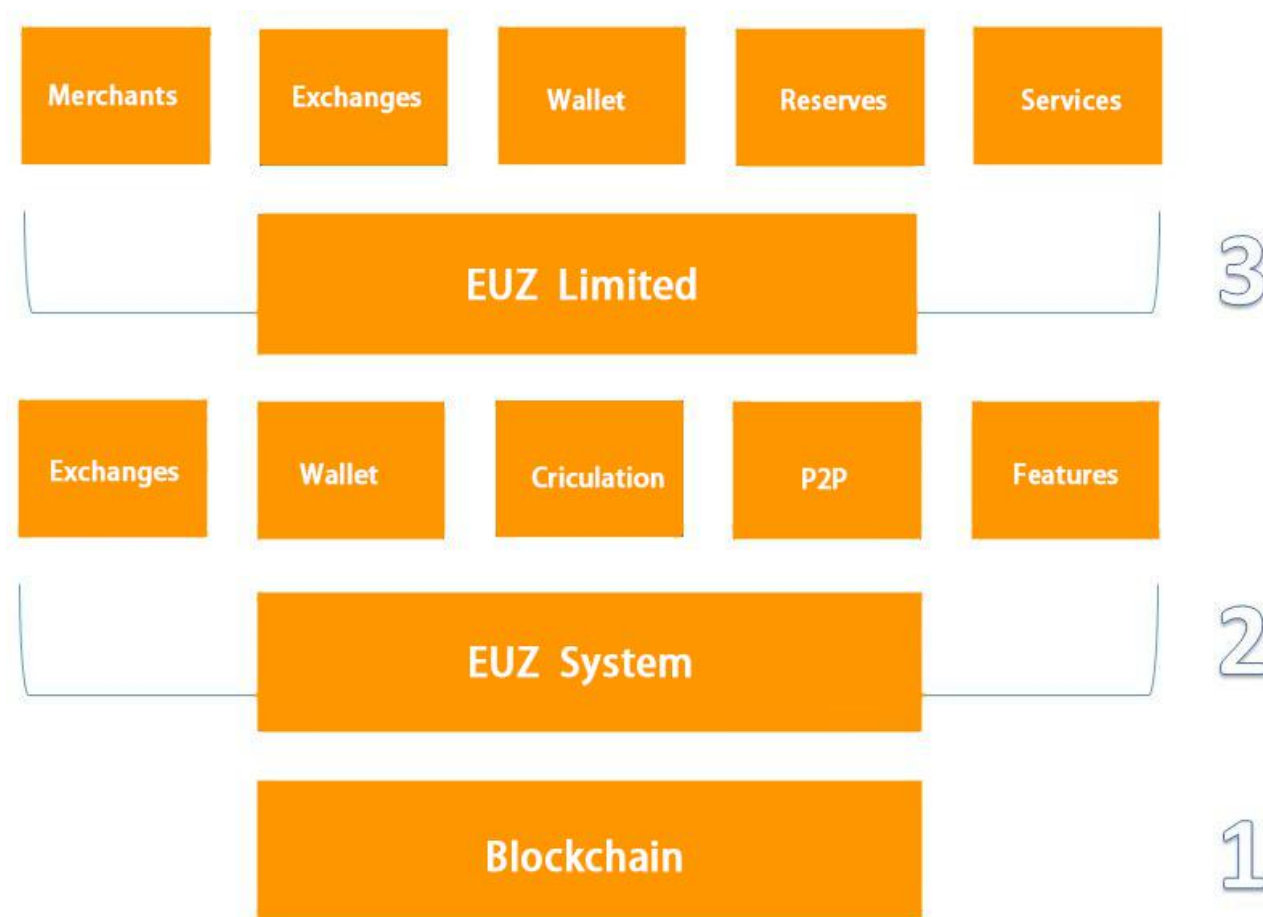 Merchants
Exchanges
Wallet
Reserves
Services
EUZ Limited
3
Exchanges
Wallet
Criculation
P2P
Features
EUZ System
2
Blockchain
1